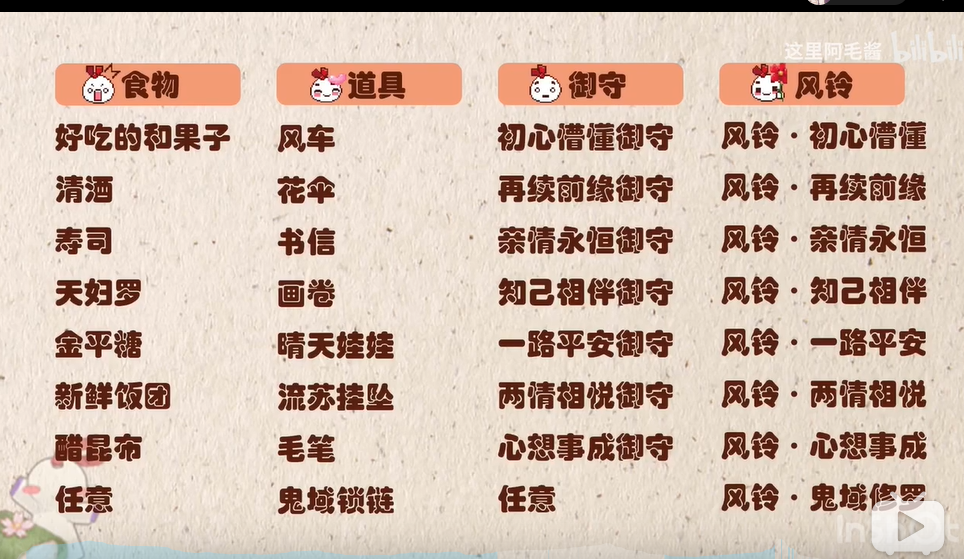 这里阿毛酱 bilibili
食物 道具 御守 风铃
好吃的和果子 风车 初心懵懂御守 风铃·初心懵懂
清酒 花伞 再续前缘御守 风铃·再续前缘
寿司 书信 亲情永恒御守 风铃·亲情永恒
天妇罗 画卷 知己相伴御守 风铃·知己相伴
金平糖 晴天娃娃 一路平安御守 风铃·一路平安
新鲜饭团 流苏挂坠 两情相悦御守 风铃·两情相悦
醋昆布 毛笔 心想事成御守 风铃·心想事成
任意 鬼域锁链 任意 风铃·鬼域修罗